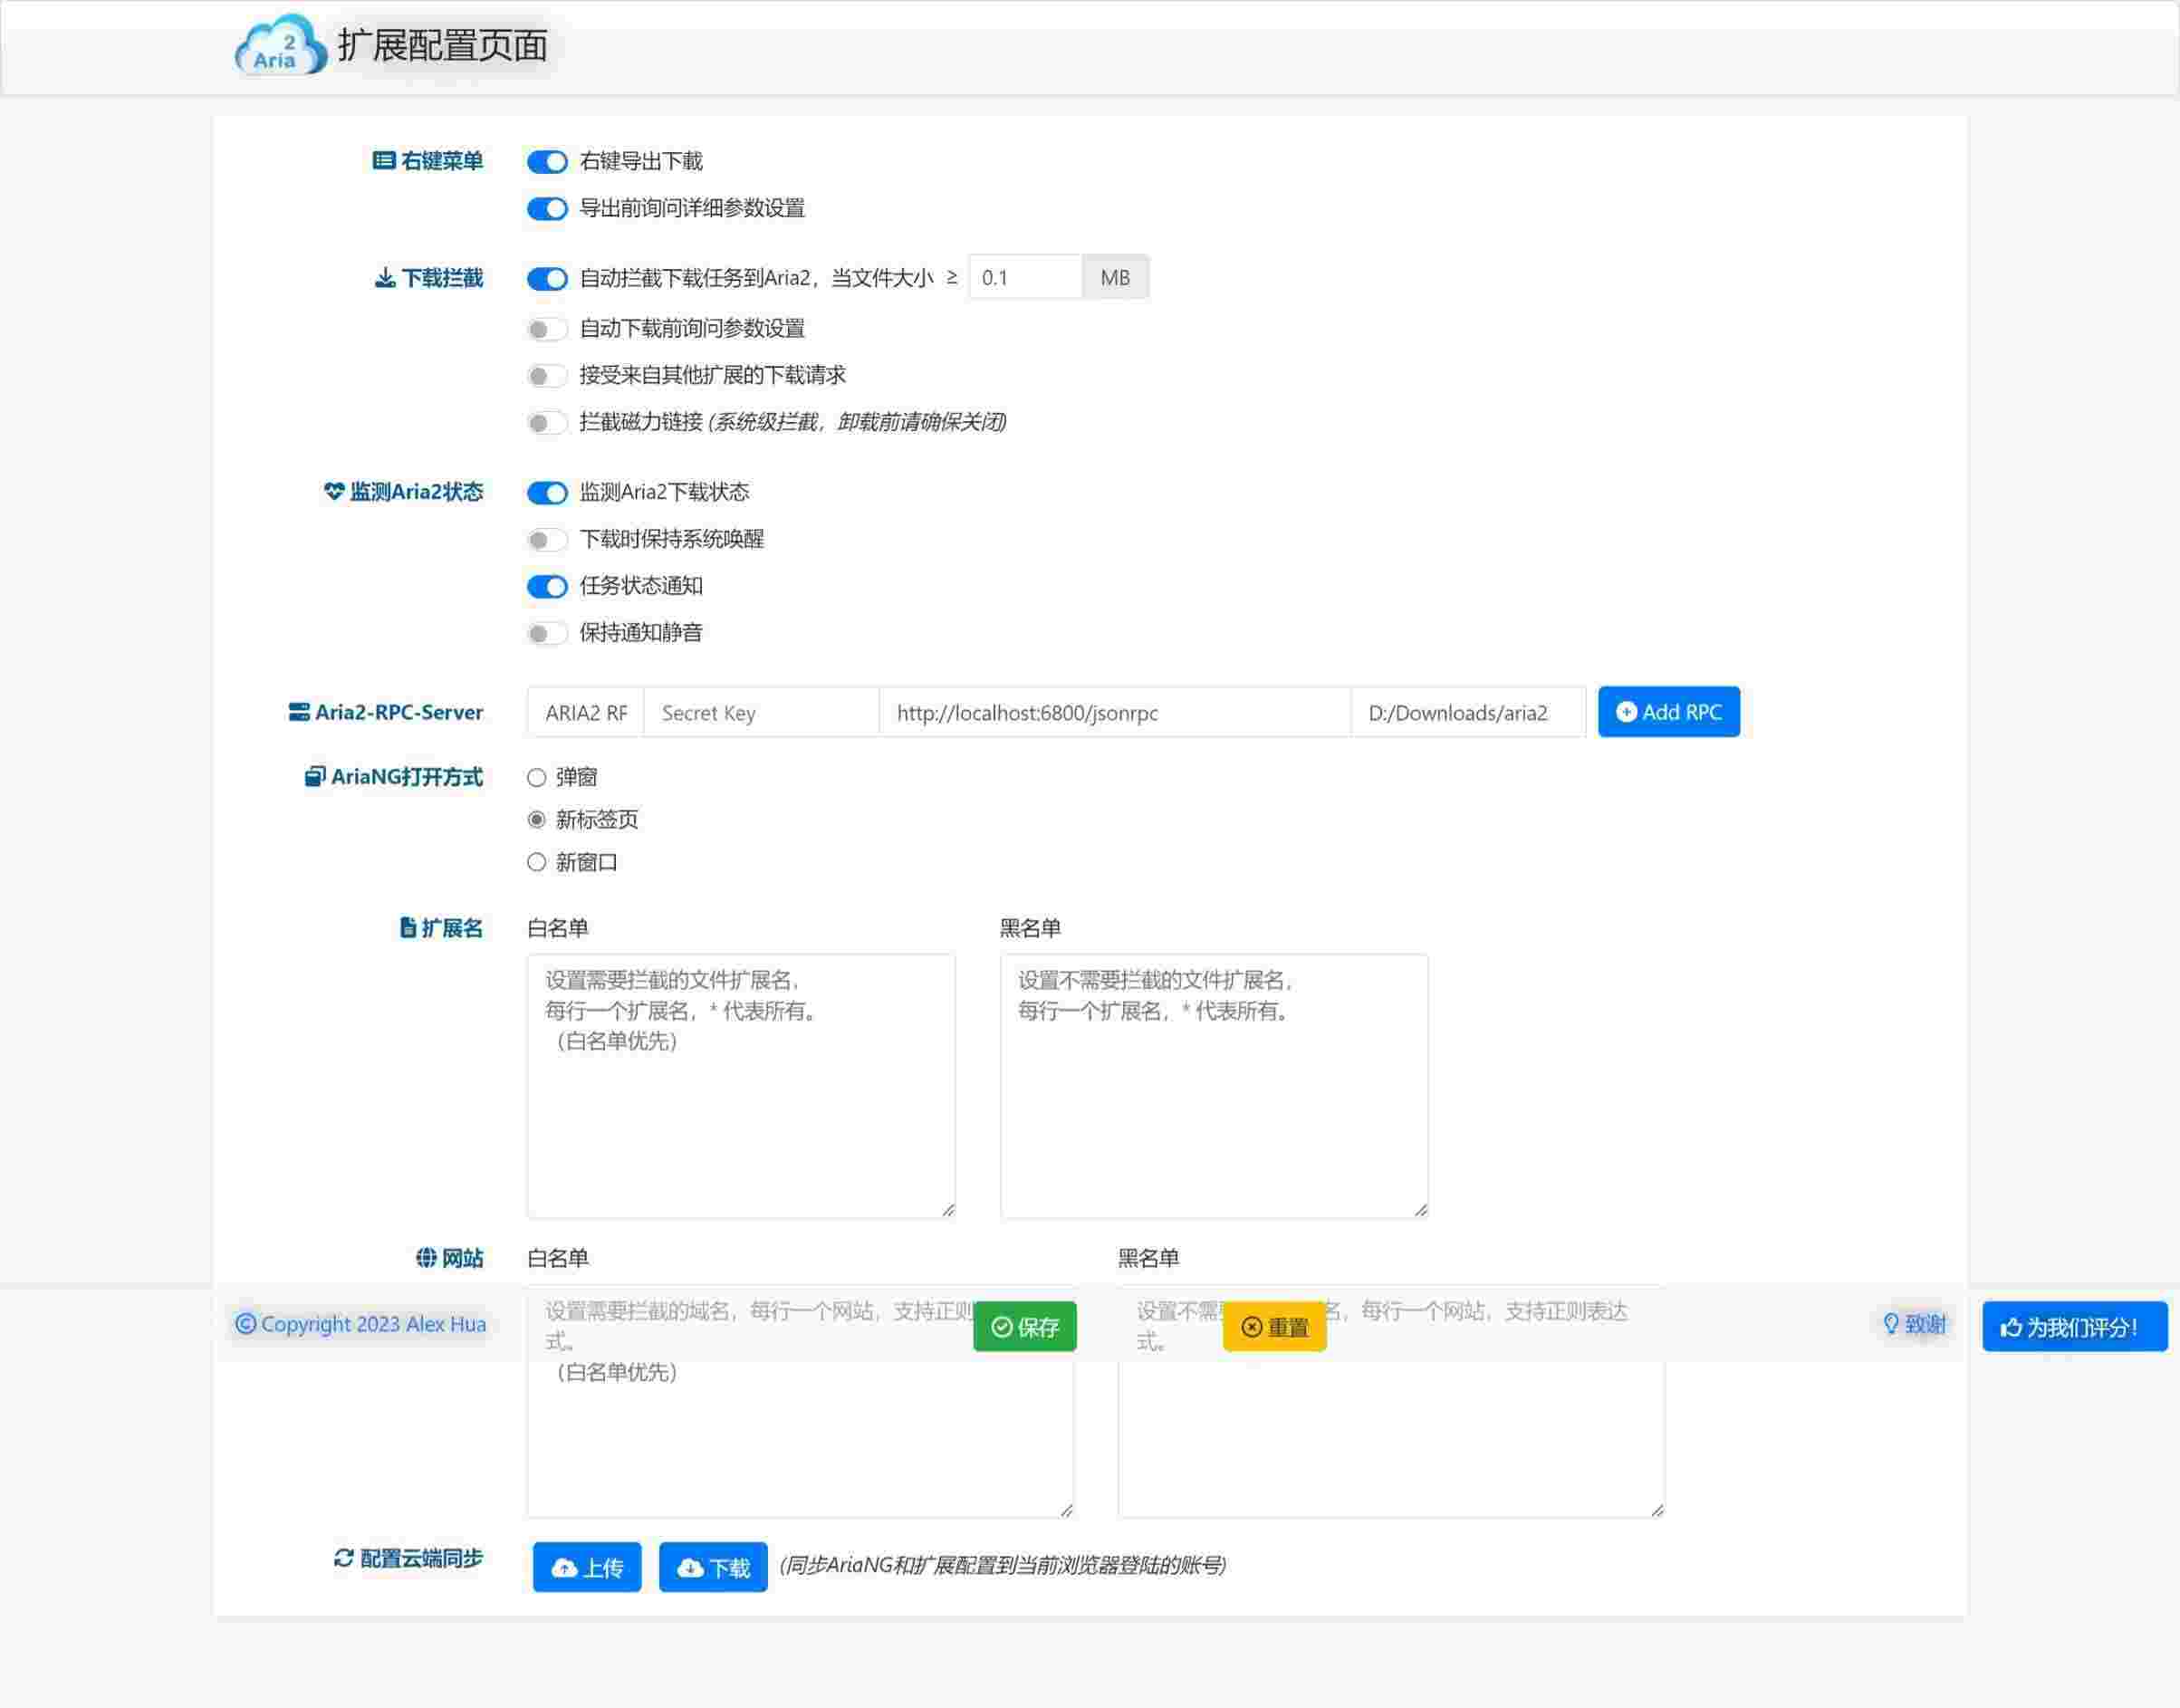 Aria2 扩展配置页面
右键菜单 右键导出下载
导出前询问详细参数设置
下载拦截 自动拦截下载任务到Aria2，当文件大小 ≥ 0.1 MB
自动下载前询问参数设置
接受来自其他扩展的下载请求
拦截磁力链接 (系统级拦截，卸载前请确保关闭)
监测Aria2状态 监测Aria2下载状态
下载时保持系统唤醒
任务状态通知
保持通知静音
Aria2-RPC-Server ARIA2 RF Secret Key http://localhost:6800/jsonrpc D:/Downloads/aria2 Add RPC
AriaNG打开方式 弹窗
新标签页
新窗口
扩展名 白名单 黑名单
设置需要拦截的文件扩展名， 设置不需要拦截的文件扩展名，
每行一个扩展名，* 代表所有。 每行一个扩展名，* 代表所有。
（白名单优先）
网站 白名单 黑名单
© Copyright 2023 Alex Hua 设置需要拦截的域名，每行一个网站，支持正则 保存 设置不需 重置 名，每行一个网站，支持正则表达 致谢 为我们评分！
式。 式。
（白名单优先）
配置云端同步 上传 下载 (同步AriaNG和扩展配置到当前浏览器登陆的账号)